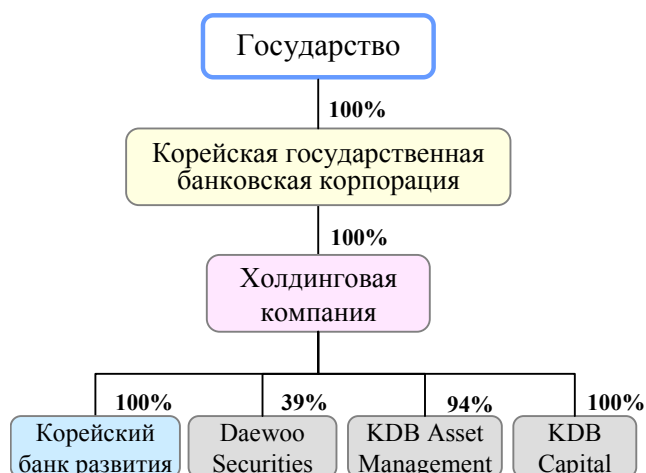 Государство
100%
Корейская государственная
банковская корпорация
100%
Холдинговая
компания
100%
39%
94%
100%
Корейский
банк развития
Daewoo
Securities
KDB Asset
Management
KDB
Capital